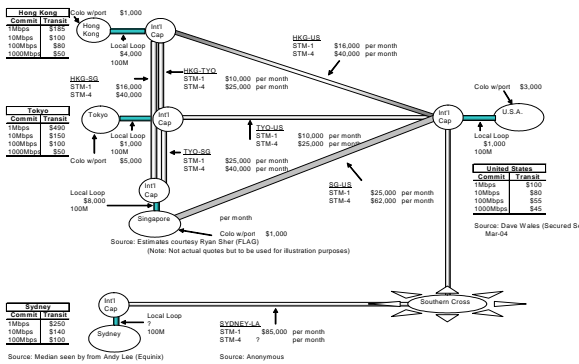 Hong Kong
Commit Transit
1Mbps $185
10Mbps $100
100Mbps $80
1000Mbps $50
Colo w/port $1,000
Hong
Kong
Int'l
Cap
Local Loop
$4,000
100M
HKG-US
STM-1 $16,000 per month
STM-4 $40,000 per month
HKG-SG
STM-1 $16,000
STM-4 $40,000
HKG-TYO
STM-1 $10,000 per month
STM-4 $25,000 per month
Colo w/port $3,000
Int'l
Cap
U.S.A.
Local Loop
$1,000
100M
Tokyo
Commit Transit
1Mbps $490
10Mbps $150
100Mbps $100
1000Mbps $50
Tokyo
Int'l
Cap
Local Loop
$1,000
100M
Colo w/port $5,000
TYO-US
STM-1 $10,000 per month
STM-4 $25,000 per month
TYO-SG
STM-1 $25,000 per month
STM-4 $40,000 per month
SG-US
STM-1 $25,000 per month
STM-4 $62,000 per month
United States
Commit Transit
1Mbps $100
10Mbps $80
100Mbps $55
1000Mbps $45
Source: Dave Wales (Secured S
Mar-04
Local Loop
$8,000
100M
Int'l
Cap
Singapore
per month
Colo w/port $1,000
Source: Estimates courtesy Ryan Sher (FLAG)
(Note: Not actual quotes but to be used for illustration purposes)
Southern Cross
Sydney
Commit Transit
1Mbps $250
10Mbps $140
100Mbps $100
Int'l
Cap
Sydney
Local Loop
?
100M
SYDNEY-LA
STM-1 $85,000 per month
STM-4 ? per month
Source: Median seen by from Andy Lee (Equinix)
Source: Anonymous